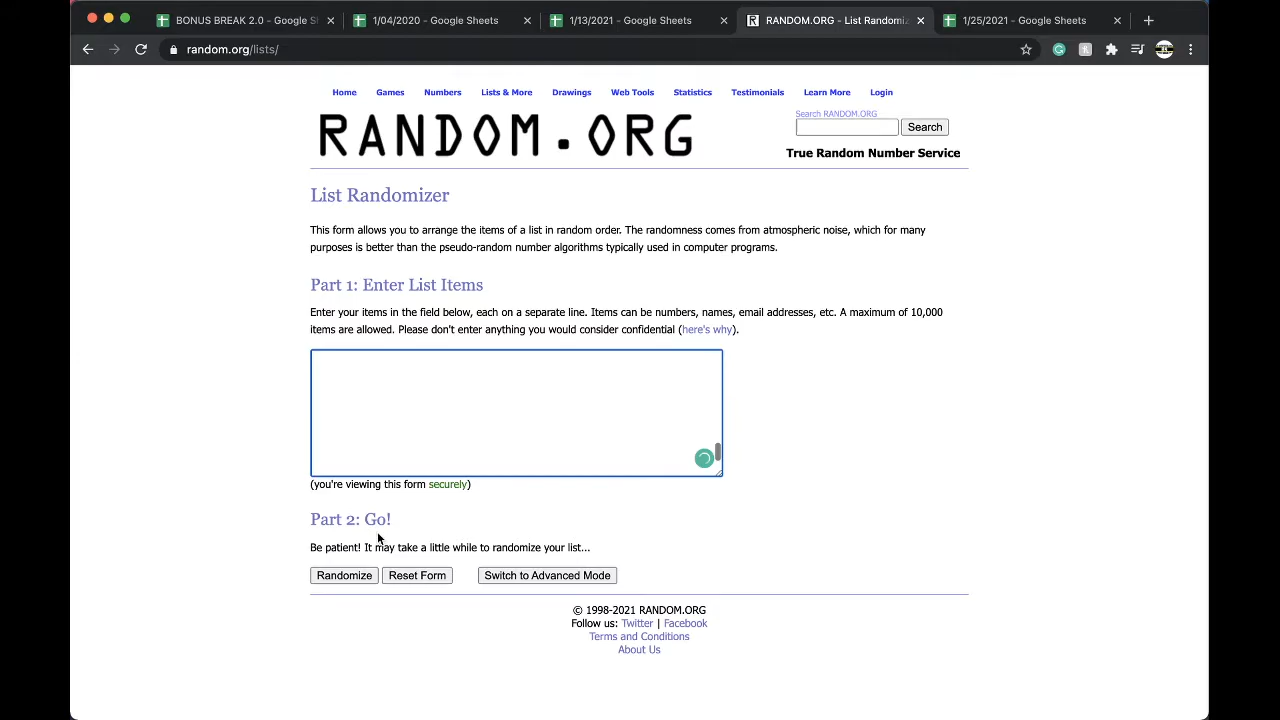 BONUS BREAK 2.0 - Google Sh
1/04/2020 - Google Sheets
1/13/2021 - Google Sheets
RANDOM.ORG - List Randomiz
1/25/2021 - Google Sheets
random.org/lists/
Home Games Numbers Lists & More Drawings Web Tools Statistics Testimonials Learn More Login
RANDOM.ORG
Search RANDOM.ORG
Search
True Random Number Service
List Randomizer
This form allows you to arrange the items of a list in random order. The randomness comes from atmospheric noise, which for many
purposes is better than the pseudo-random number algorithms typically used in computer programs.
Part 1: Enter List Items
Enter your items in the field below, each on a separate line. Items can be numbers, names, email addresses, etc. A maximum of 10,000
items are allowed. Please don't enter anything you would consider confidential (here's why).
(you're viewing this form securely)
Part 2: Go!
Be patient! It may take a little while to randomize your list...
Randomize Reset Form Switch to Advanced Mode
© 1998-2021 RANDOM.ORG
Follow us: Twitter | Facebook
Terms and Conditions
About Us